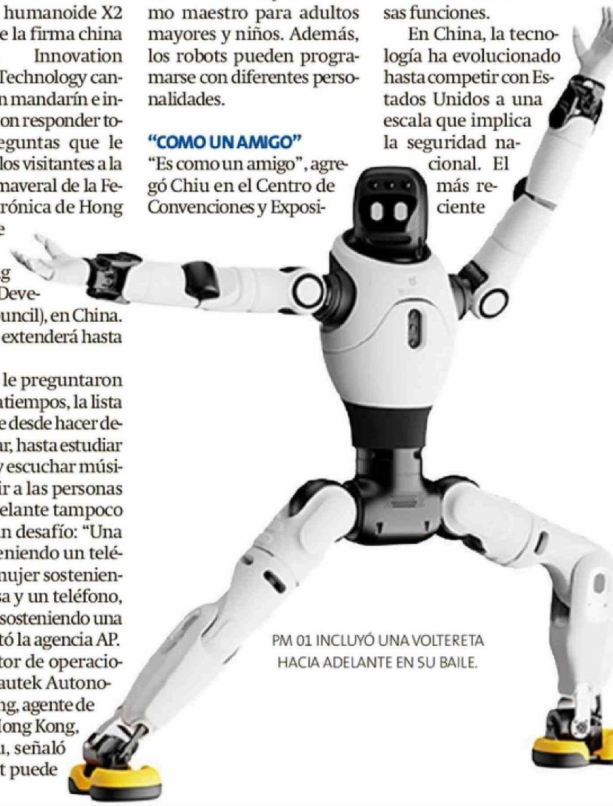 humanoide X2
e la firma china
Innovation
Technology can-
n mandarín e in-
on responder to-
eguntas que le
los visitantes a la
maveral de la Fe-
trónica de Hong
e
g
Deve-
uncil), en China.
extenderá hasta
le preguntaron
atiempos, la lista
e desde hacer de-
ar, hasta estudiar
y escuchar músi-
ir a las personas
elante tampoco
n desafío: “Una
eniendo un telé-
mujer sostenien-
sa y un teléfono,
sosteniendo una
tó la agencia AP.
tor de operacio-
autek Autono-
ng, agente de
Hong Kong,
u, señaló
t puede
mo maestro para adultos
mayores y niños. Además,
los robots pueden progra-
marse con diferentes perso-
nalidades.
“COMO UN AMIGO”
“Es como un amigo”, agre-
gó Chiu en el Centro de
Convenciones y Exposi-
sas funciones.
En China, la tecno-
logía ha evolucionado
hasta competir con Es-
tados Unidos a una
escala que implica
la seguridad na-
cional. El
más re-
ciente
PM 01 INCLUYÓ UNA VOLTERETA
HACIA ADELANTE EN SU BAILE.